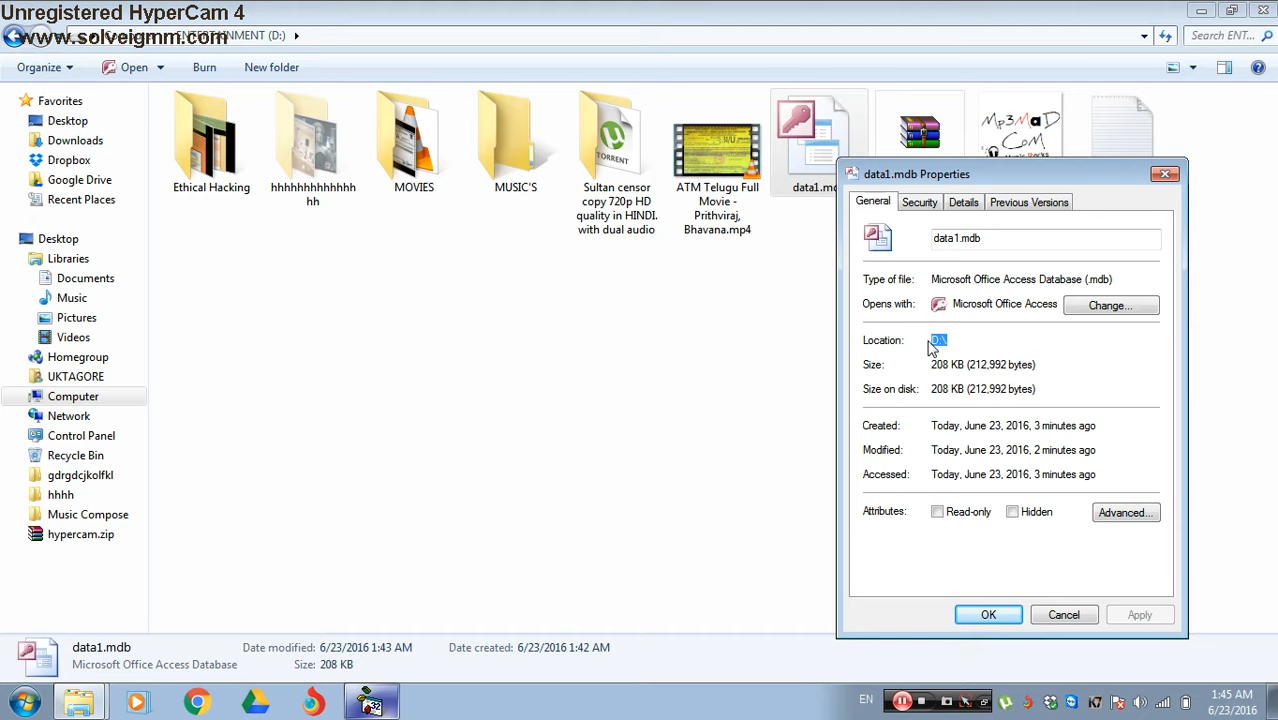 Unregistered HyperCam 4
www.solveigmm.com
ENTERTAINMENT (D:)
Search ENT...
Organize
Open
Burn
New folder
Favorites
Desktop
Downloads
Dropbox
Google Drive
Recent Places
Desktop
Libraries
Documents
Music
Pictures
Videos
Homegroup
UKTAGORE
Computer
Network
Control Panel
Recycle Bin
gdrgdcjkolfkl
hhhh
Music Compose
hypercam.zip
Ethical Hacking
hhhhhhhhhhhhh
hh
MOVIES
MUSIC'S
TORRENT
Sultan censor
copy 720p HD
quality in HINDI.
with dual audio
ATM Telugu Full
Movie -
Prithviraj,
Bhavana.mp4
Mp3MaD
CoM
data1.mdb Properties
General
Security
Details
Previous Versions
data1.mdb
Type of file:
Microsoft Office Access Database (.mdb)
Opens with:
Microsoft Office Access
Change...
Location:
D:\
Size:
208 KB (212,992 bytes)
Size on disk:
208 KB (212,992 bytes)
Created:
Today, June 23, 2016, 3 minutes ago
Modified:
Today, June 23, 2016, 2 minutes ago
Accessed:
Today, June 23, 2016, 3 minutes ago
Attributes:
Read-only
Hidden
Advanced...
OK
Cancel
Apply
data1.mdb
Date modified: 6/23/2016 1:43 AM
Date created: 6/23/2016 1:42 AM
Microsoft Office Access Database
Size: 208 KB
32
EN
1:45 AM
6/23/2016